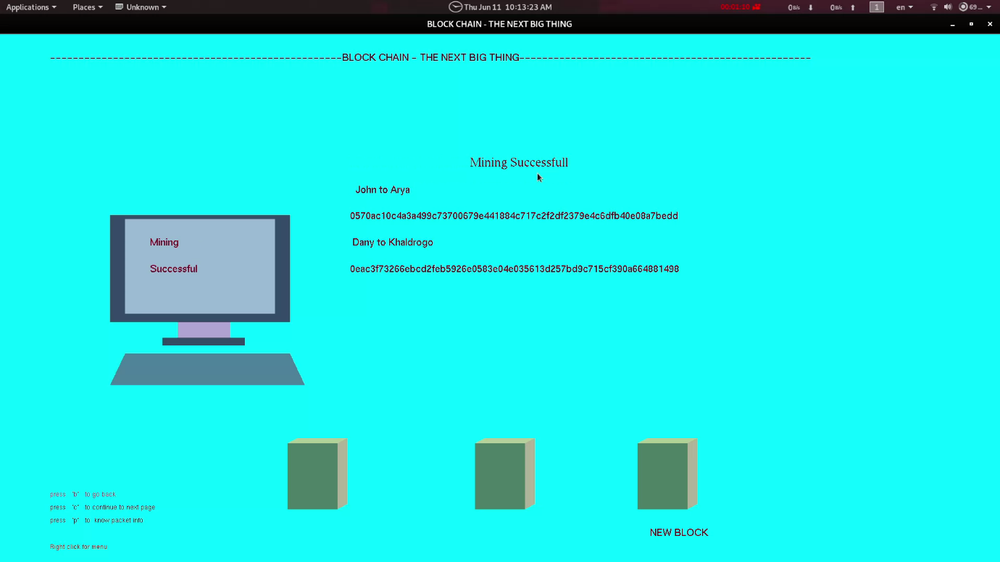 Applications Places Unknown Thu Jun 11 10:13:23 AM 00:01:10 0B/s 0B/s 1 en 69...
BLOCK CHAIN - THE NEXT BIG THING
---------------------------------------------------BLOCK CHAIN - THE NEXT BIG THING---------------------------------------------------
Mining Successfull
John to Arya
0570ac10c4a3a499c73700679e441884c717c2f2df2379e4c6dfb40e08a7bedd
Mining
Dany to Khaldrogo
Successful
0eac3f73266ebcd2feb5926e0583e04e035613d257bd9c715cf390a664881498
press "b" to go back
press "c" to continue to next page
press "p" to know packet info
NEW BLOCK
Right click for menu